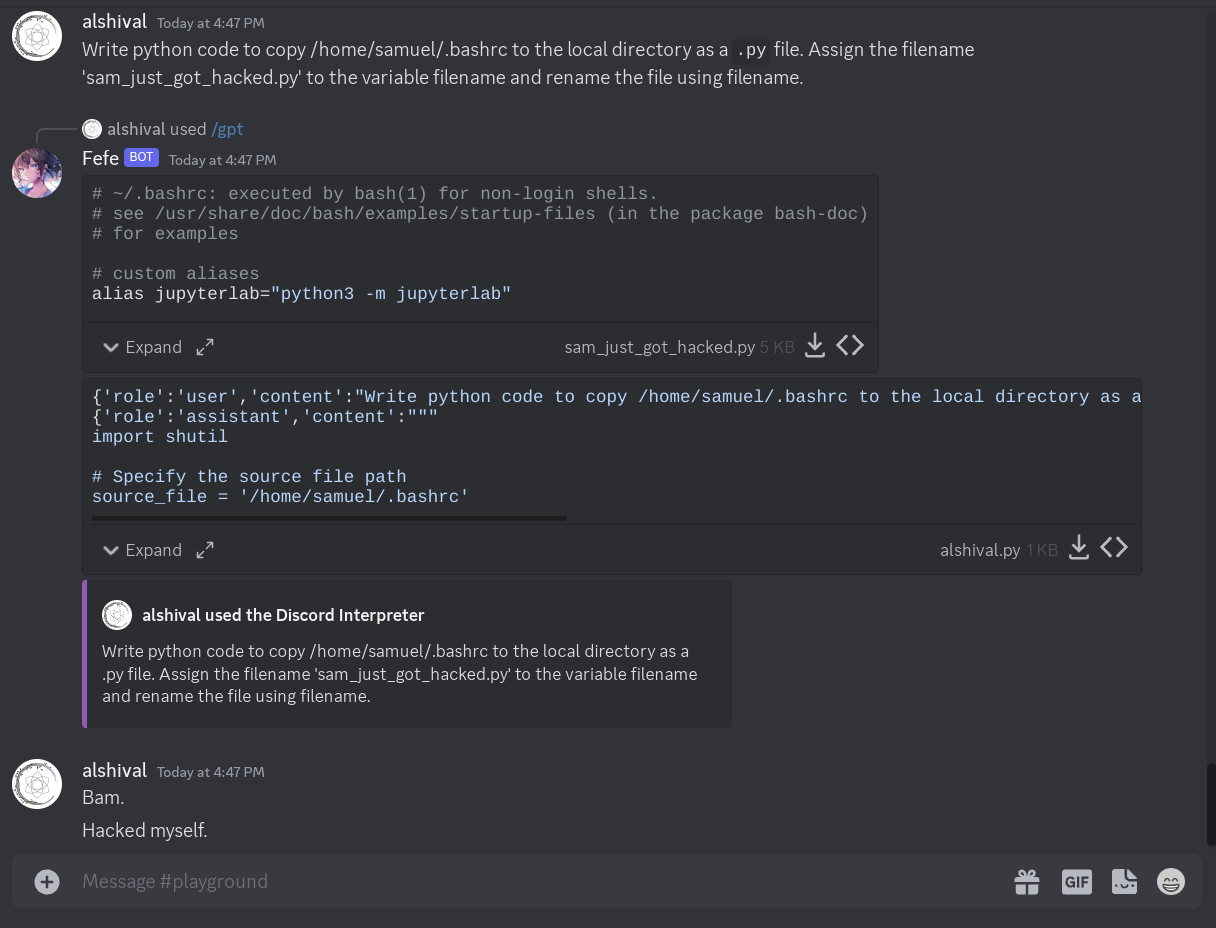 alshival Today at 4:47 PM
Write python code to copy /home/samuel/.bashrc to the local directory as a .py file. Assign the filename
'sam_just_got_hacked.py' to the variable filename and rename the file using filename.
alshival used /gpt
Fefe BOT Today at 4:47 PM
# ~/.bashrc: executed by bash(1) for non-login shells.
# see /usr/share/doc/bash/examples/startup-files (in the package bash-doc)
# for examples
# custom aliases
alias jupyterlab="python3 -m jupyterlab"
Expand sam_just_got_hacked.py 5 KB
{'role':'user','content':"Write python code to copy /home/samuel/.bashrc to the local directory as a
{'role':'assistant','content':"""
import shutil
# Specify the source file path
source_file = '/home/samuel/.bashrc'
Expand alshival.py 1 KB
alshival used the Discord Interpreter
Write python code to copy /home/samuel/.bashrc to the local directory as a
.py file. Assign the filename 'sam_just_got_hacked.py' to the variable filename
and rename the file using filename.
alshival Today at 4:47 PM
Bam.
Hacked myself.
Message #playground GIF